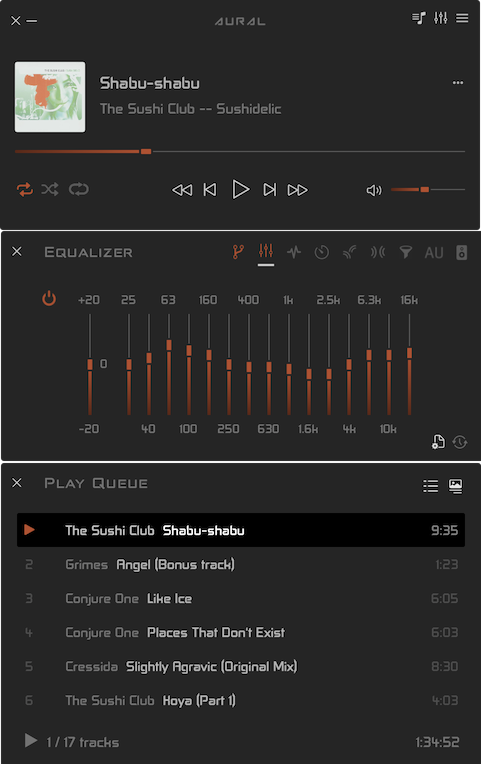 AURAL
Shabu-shabu
The Sushi Club -- Sushidelic
Equalizer
AU
+20 25 63 160 400 1k 2.5k 6.3k 16k
0
-20 40 100 250 630 1.6k 4k 10k
Play Queue
The Sushi Club Shabu-shabu 9:35
2 Grimes Angel (Bonus track) 1:23
3 Conjure One Like Ice 6:05
4 Conjure One Places That Don't Exist 6:03
5 Cressida Slightly Agravic (Original Mix) 8:30
6 The Sushi Club Hoya (Part 1) 4:03
1 / 17 tracks 1:34:52